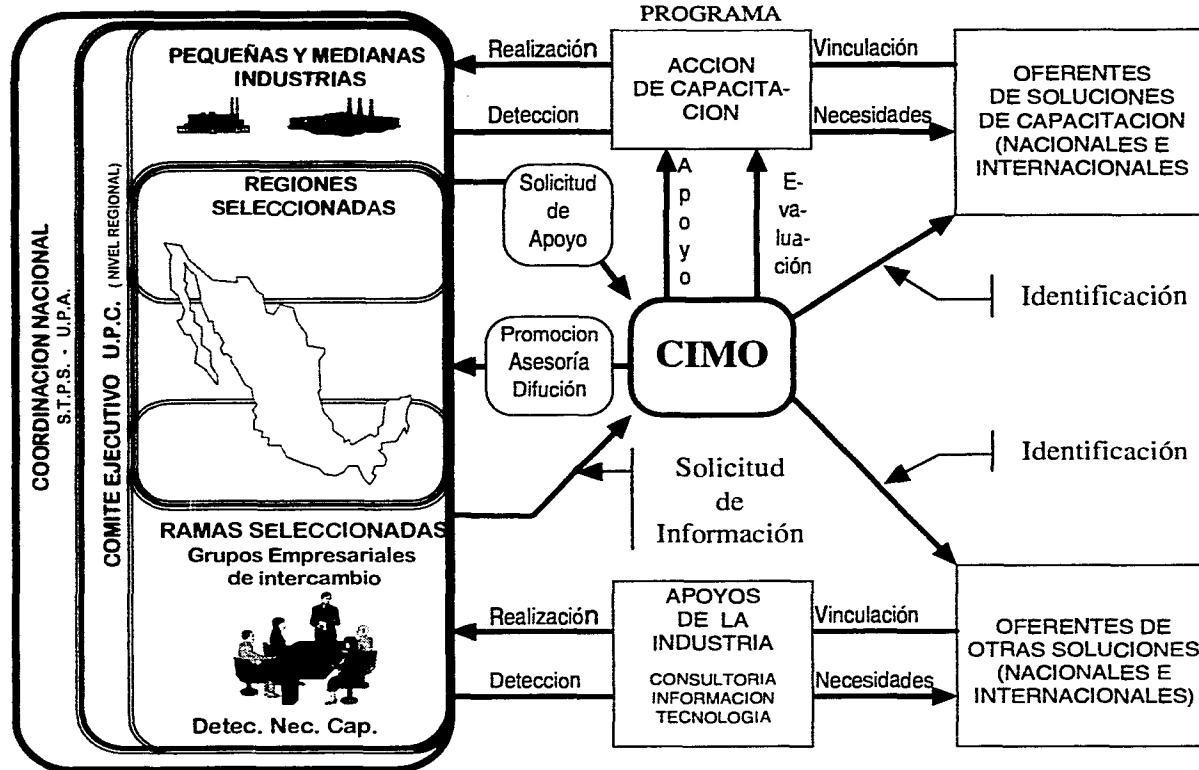 PROGRAMA
COORDINACION NACIONAL
S.T.P.S. - U.P.A.
COMITE EJECUTIVO U.P.C. (NIVEL REGIONAL)
PEQUEÑAS Y MEDIANAS
INDUSTRIAS
REGIONES
SELECCIONADAS
RAMAS SELECCIONADAS
Grupos Empresariales
de intercambio
Detec. Nec. Cap.
Realización
Deteccion
ACCION
DE CAPACITA-
CION
Vinculación
Necesidades
OFERENTES
DE SOLUCIONES
DE CAPACITACION
(NACIONALES E
INTERNACIONALES
Solicitud
de
Apoyo
Apoyo
E-
va-
lua-
ción
Identificación
Promocion
Asesoría
Difución
CIMO
Identificación
Solicitud
de
Información
Realización
Deteccion
APOYOS
DE LA
INDUSTRIA
CONSULTORIA
INFORMACION
TECNOLOGIA
Vinculación
Necesidades
OFERENTES DE
OTRAS SOLUCIONES
(NACIONALES E
INTERNACIONALES)